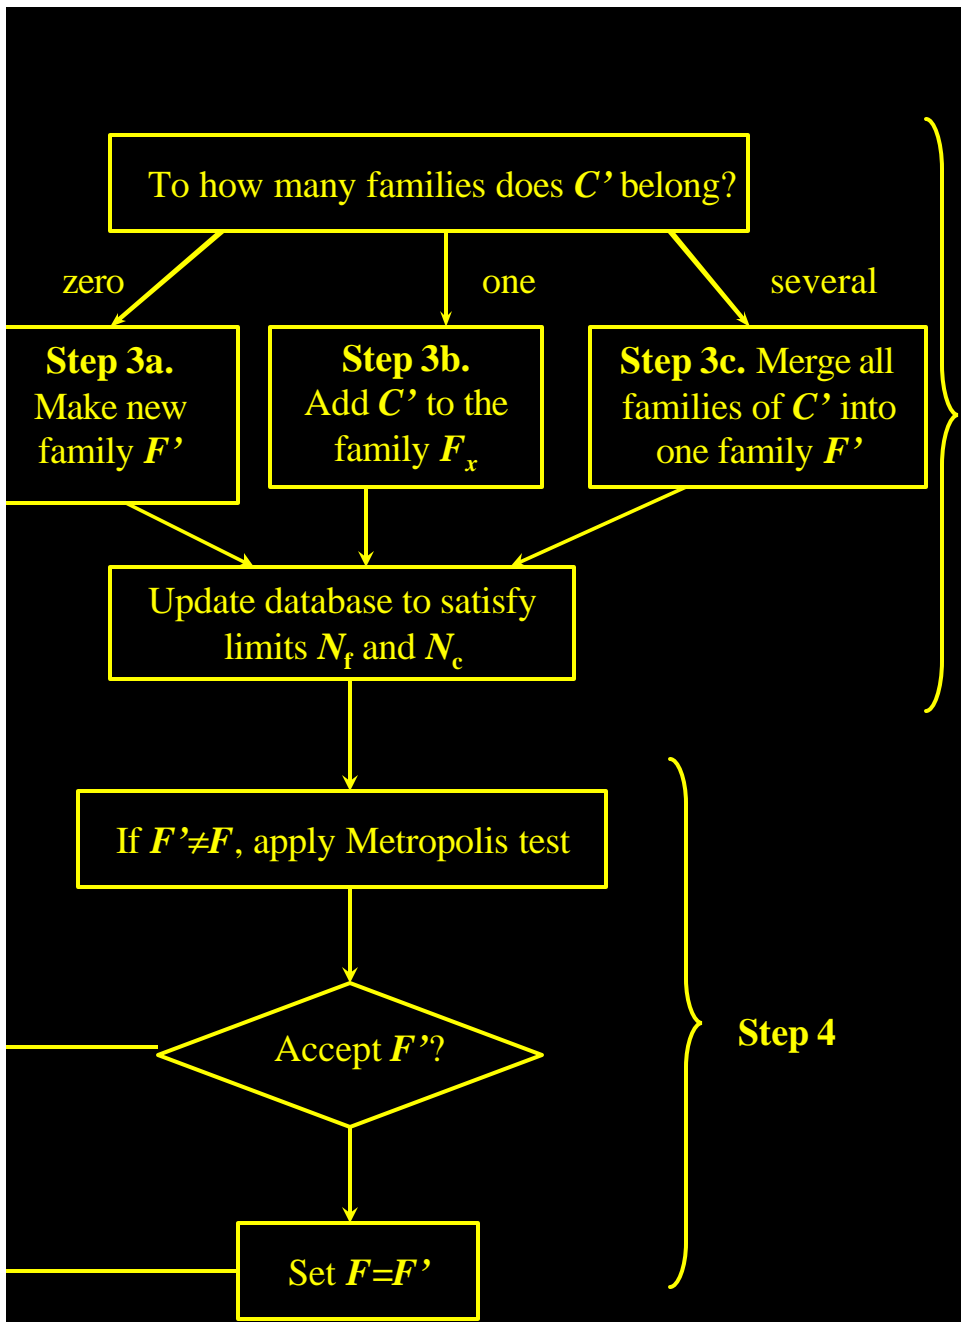 To how many families does C’ belong?
zero
one
several
Step 3a.
Make new
family F’
Step 3b.
Add C’ to the
family Fx
Step 3c. Merge all
families of C’ into
one family F’
Update database to satisfy
limits Nf and Nc
If F’≠F, apply Metropolis test
Accept F’?
Step 4
Set F=F’